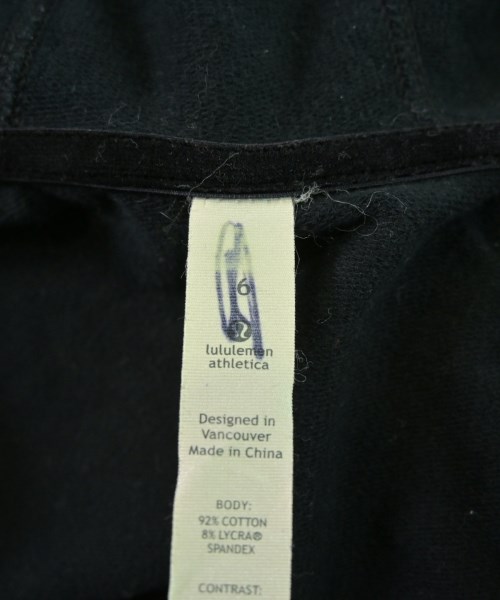 6
lululemon
athletica
Designed in
Vancouver
Made in China
BODY:
92% COTTON
8% LYCRA®
SPANDEX
CONTRAST: